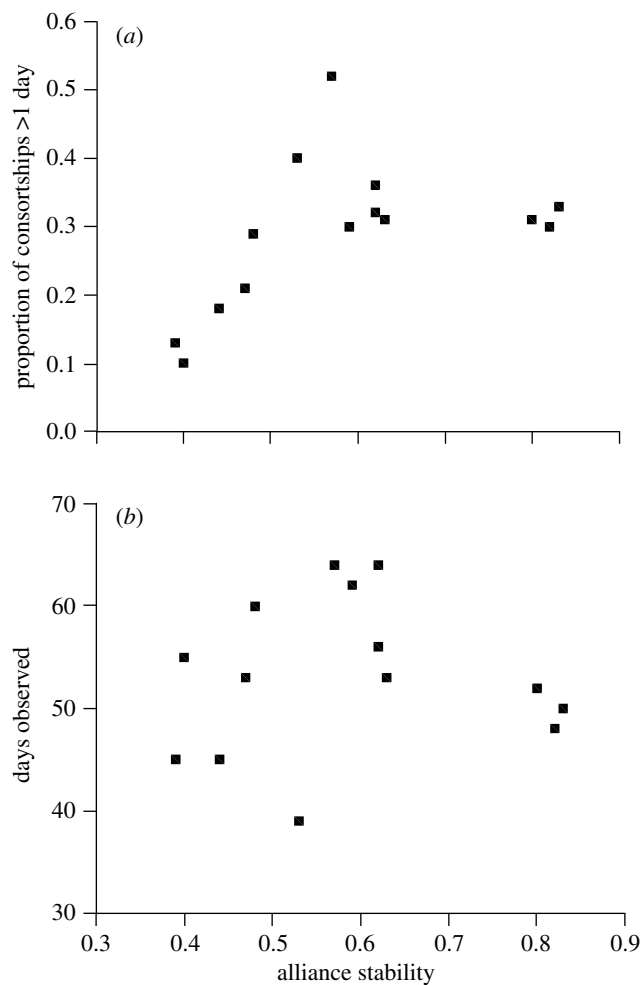 (a)
proportion of consortships >1 day
0.6
0.5
0.4
0.3
0.2
0.1
0.0
(b)
days observed
70
60
50
40
30
0.3 0.4 0.5 0.6 0.7 0.8 0.9
alliance stability